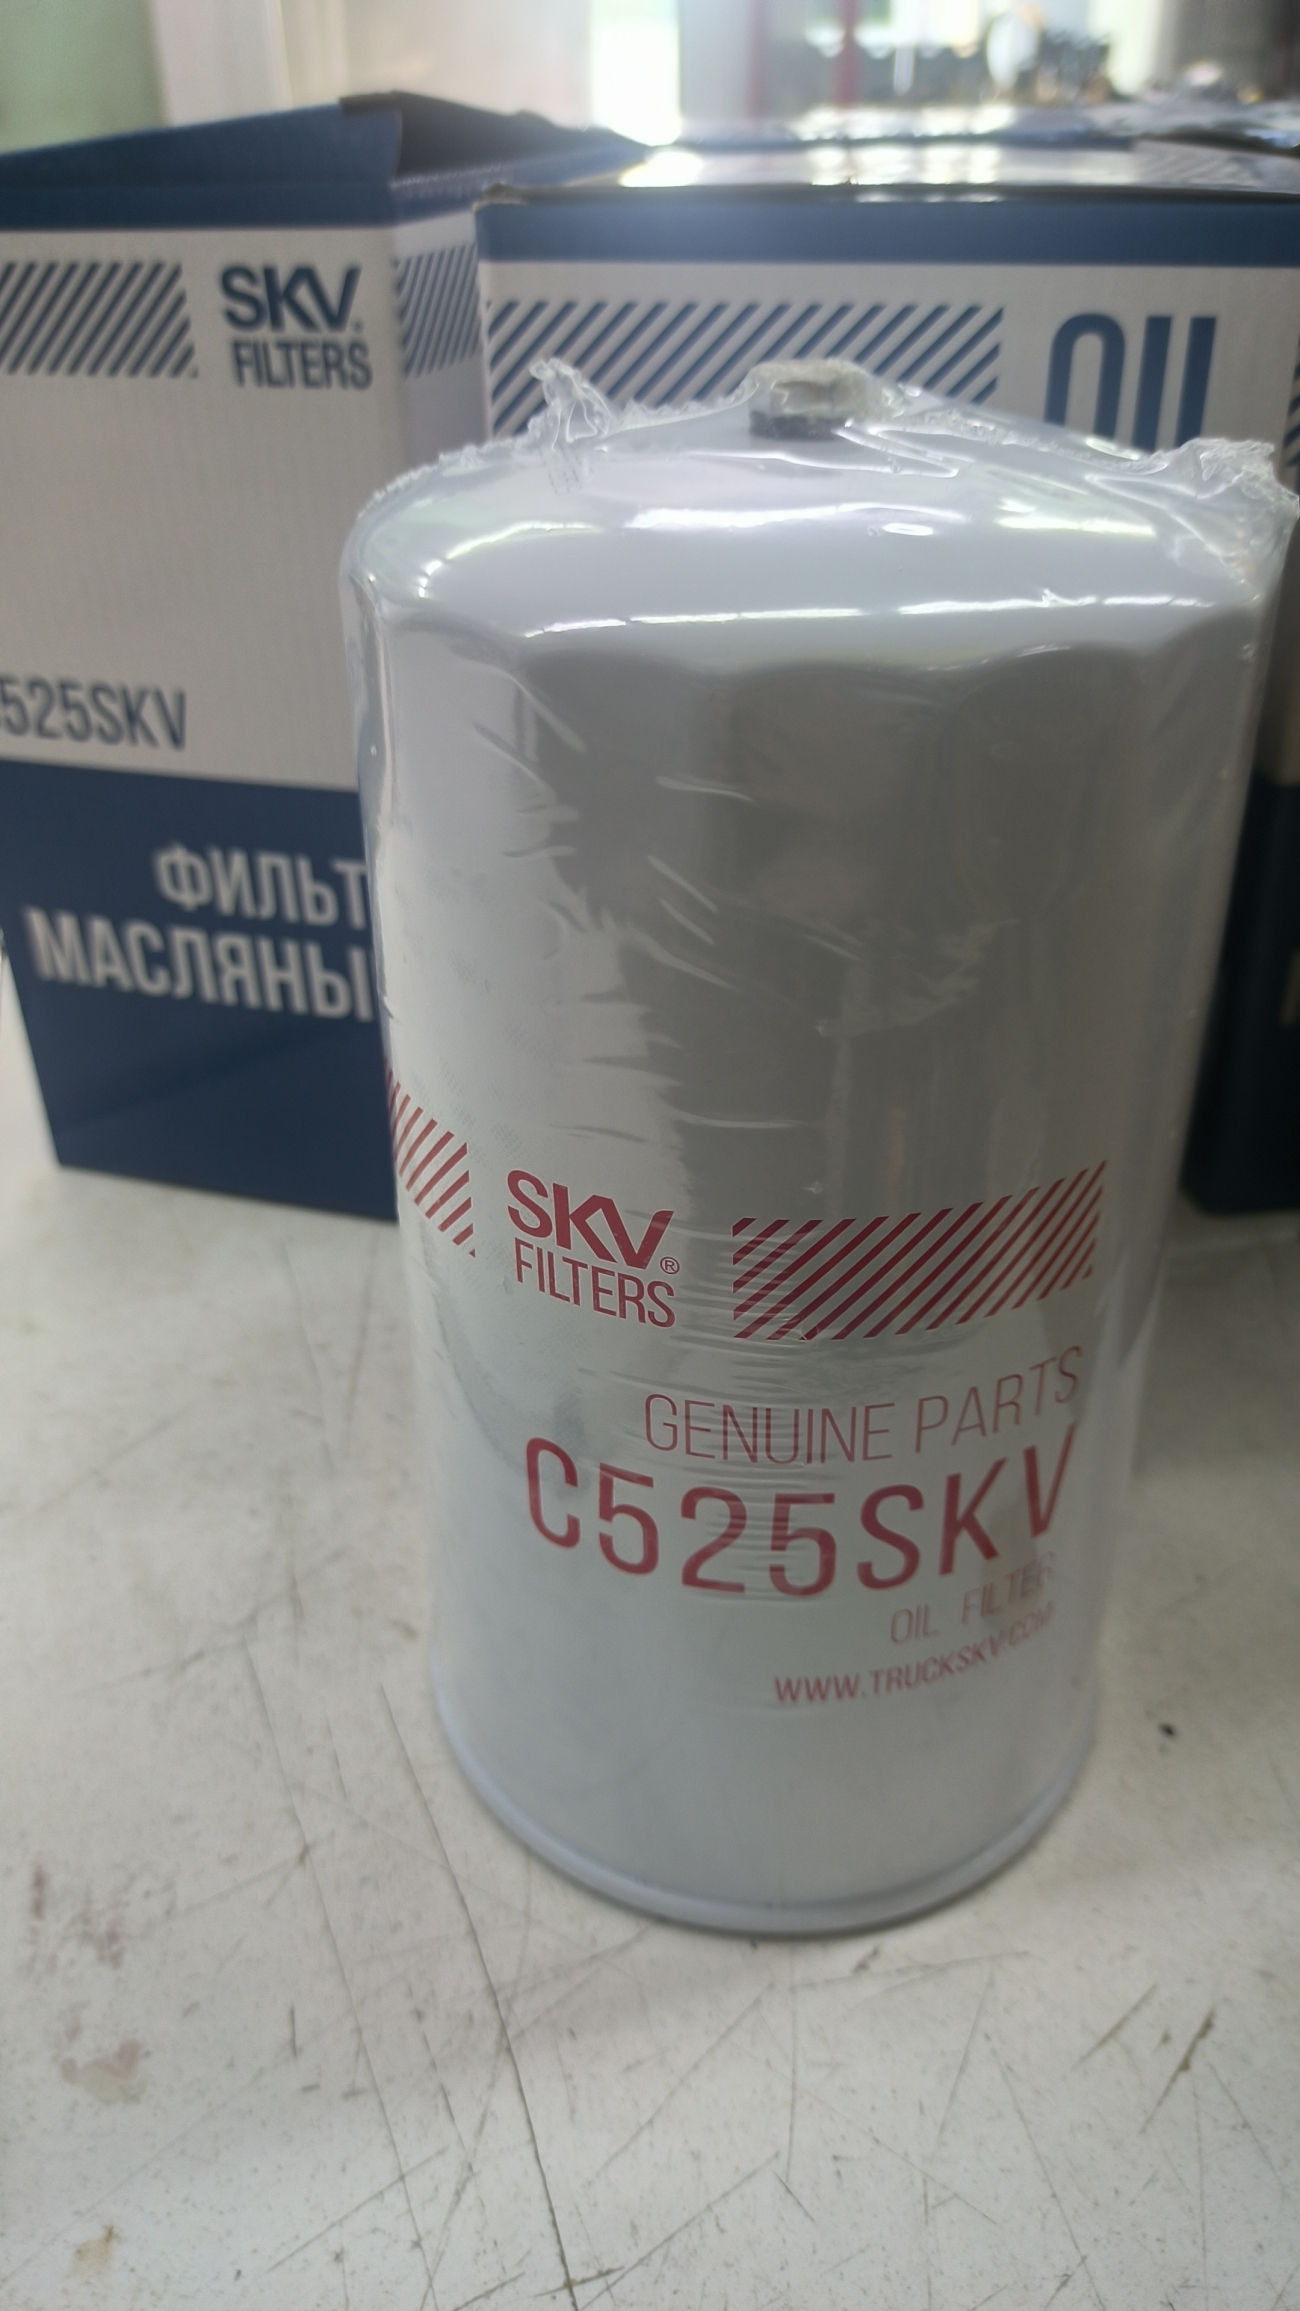 SKV
FILTERS
OIL
525SKV
ФИЛЬТ
МАСЛЯНЫ
SKV®
FILTERS
GENUINE PARTS
C525SKV
OIL FILTER
WWW.TRUCKSKV.COM